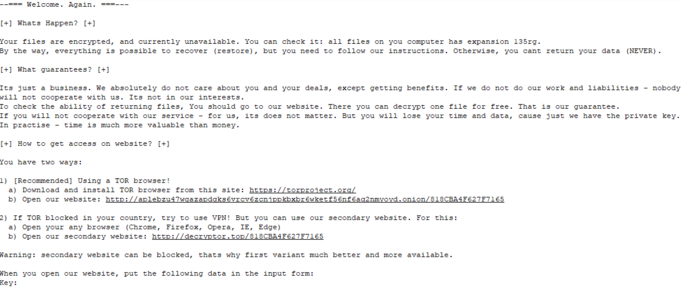 --=== Welcome. Again. ===---
[+] Whats Happen? [+]
Your files are encrypted, and currently unavailable. You can check it: all files on you computer has expansion 135rg.
By the way, everything is possible to recover (restore), but you need to follow our instructions. Otherwise, you cant return your data (NEVER).
[+] What guarantees? [+]
Its just a business. We absolutely do not care about you and your deals, except getting benefits. If we do not do our work and liabilities - nobody
will not cooperate with us. Its not in our interests.
To check the ability of returning files, You should go to our website. There you can decrypt one file for free. That is our guarantee.
If you will not cooperate with our service - for us, its does not matter. But you will lose your time and data, cause just we have the private key.
In practise - time is much more valuable than money.
[+] How to get access on website? [+]
You have two ways:
1) [Recommended] Using a TOR browser!
a) Download and install TOR browser from this site: https://torproject.org/
b) Open our website:
2) If TOR blocked in your country, try to use VPN! But you can use our secondary website. For this:
a) Open your any browser (Chrome, Firefox, Opera, IE, Edge)
b) Open our secondary website: http://decryptor.top/818CBA4F627F7165
Warning: secondary website can be blocked, thats why first variant much better and more available.
When you open our website, put the following data in the input form:
Key: